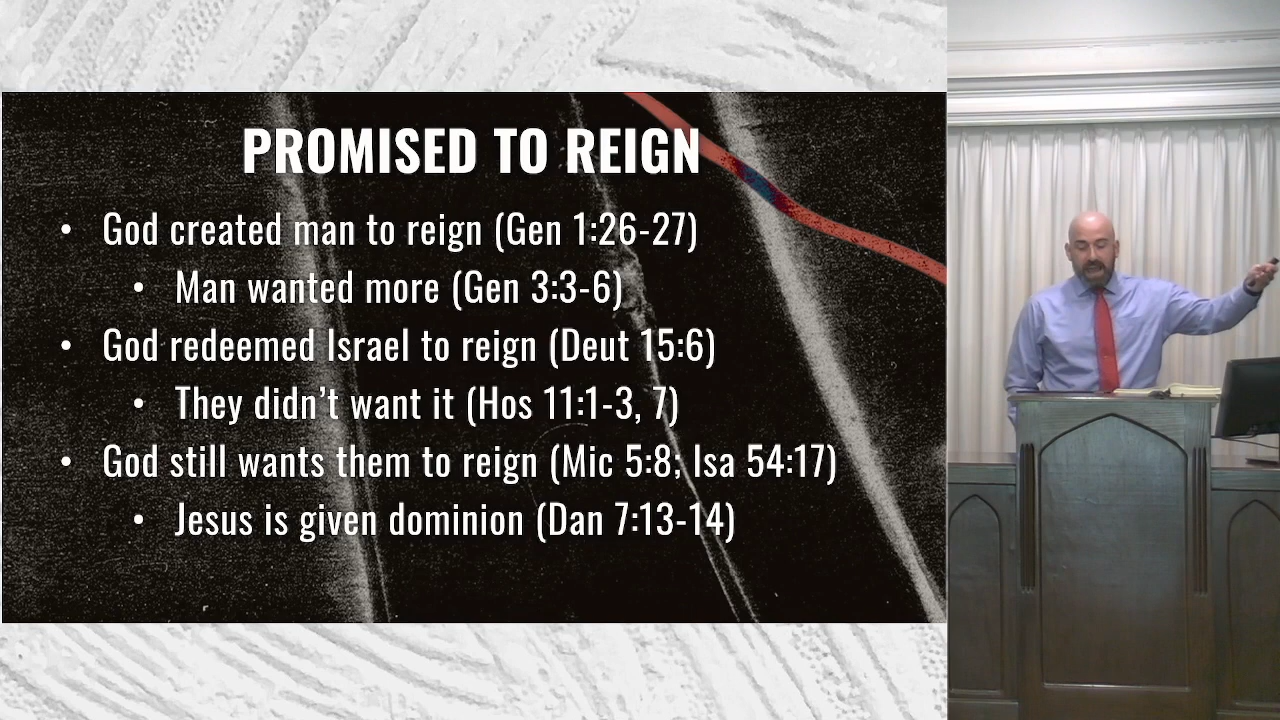 PROMISED TO REIGN
• God created man to reign (Gen 1:26-27)
• Man wanted more (Gen 3:3-6)
• God redeemed Israel to reign (Deut 15:6)
• They didn’t want it (Hos 11:1-3, 7)
• God still wants them to reign (Mic 5:8; Isa 54:17)
• Jesus is given dominion (Dan 7:13-14)